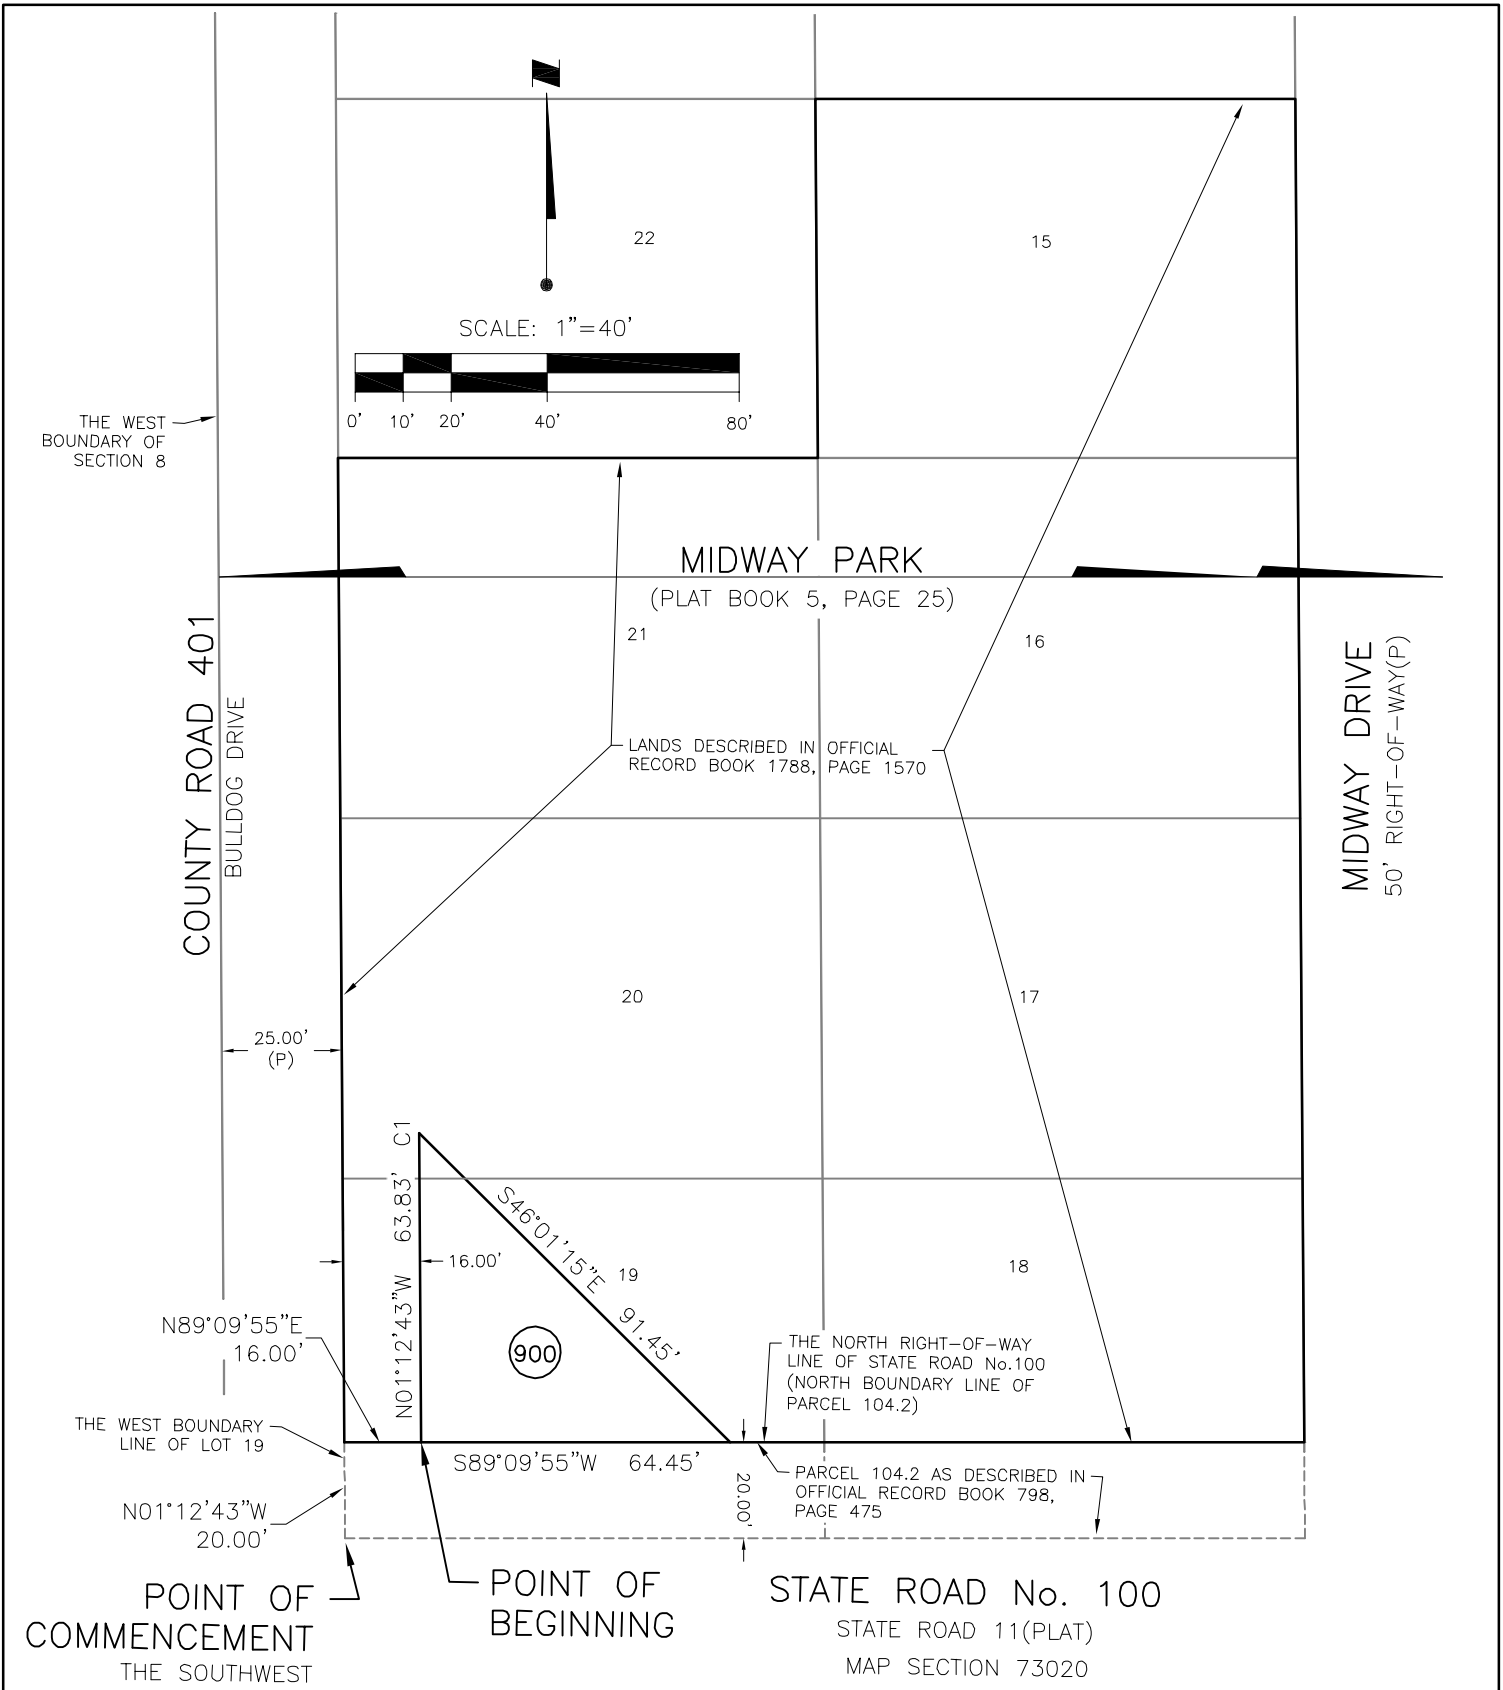 N
22
15
SCALE: 1"=40'
0' 10' 20' 40' 80'
THE WEST
BOUNDARY OF
SECTION 8
MIDWAY PARK
(PLAT BOOK 5, PAGE 25)
21
16
COUNTY ROAD 401
BULLDOG DRIVE
MIDWAY DRIVE
50' RIGHT-OF-WAY(P)
LANDS DESCRIBED IN OFFICIAL
RECORD BOOK 1788, PAGE 1570
20
17
25.00'
(P)
N01°12'43"W 63.83' C1
S46°01'15"E 91.45'
16.00'
19
18
900
N89°09'55"E
16.00'
THE NORTH RIGHT-OF-WAY
LINE OF STATE ROAD No.100
(NORTH BOUNDARY LINE OF
PARCEL 104.2)
THE WEST BOUNDARY
LINE OF LOT 19
S89°09'55"W 64.45'
20.00'
PARCEL 104.2 AS DESCRIBED IN
OFFICIAL RECORD BOOK 798,
PAGE 475
N01°12'43"W
20.00'
POINT OF
COMMENCEMENT
THE SOUTHWEST
POINT OF
BEGINNING
STATE ROAD No. 100
STATE ROAD 11(PLAT)
MAP SECTION 73020